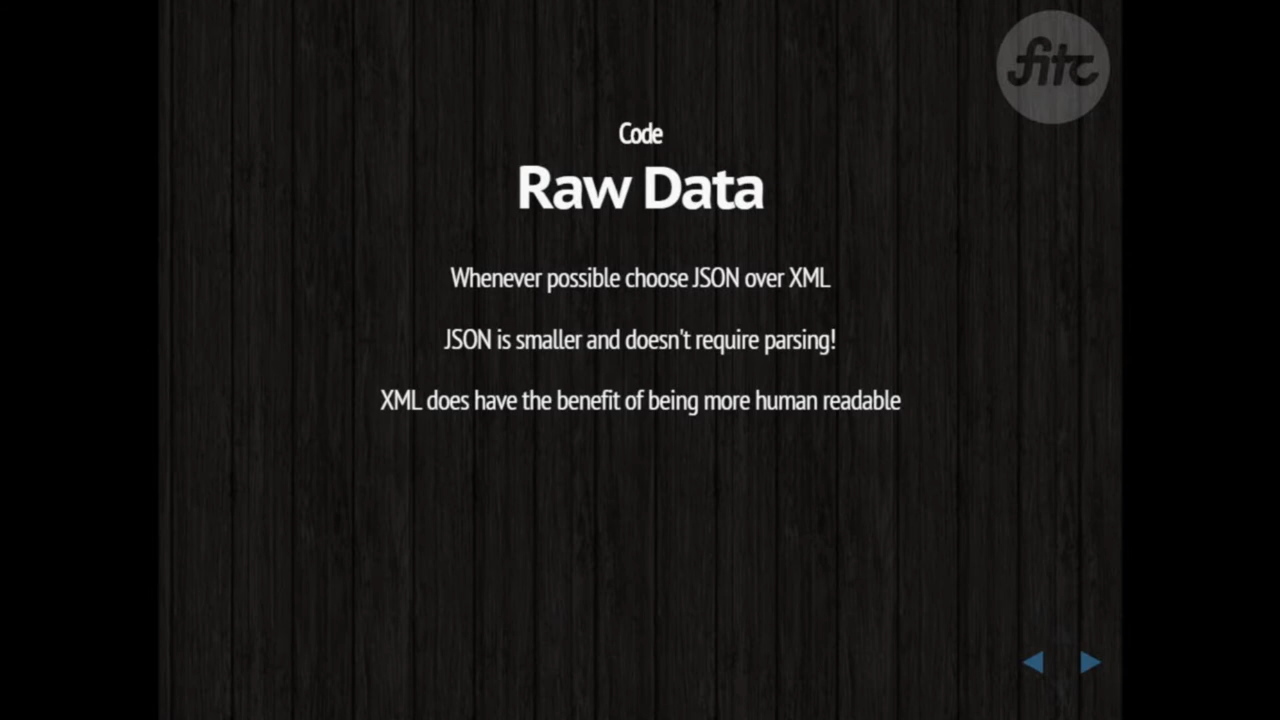 fitc
Code
Raw Data
Whenever possible choose JSON over XML
JSON is smaller and doesn't require parsing!
XML does have the benefit of being more human readable